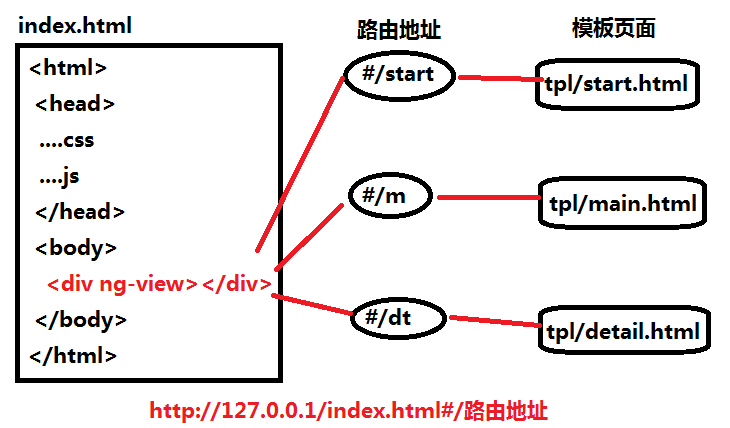 index.html
<html>
<head>
....css
....js
</head>
<body>
<div ng-view></div>
</body>
</html>
路由地址
#/start
#/m
#/dt
模板页面
tpl/start.html
tpl/main.html
tpl/detail.html
http://127.0.0.1/index.html#/路由地址